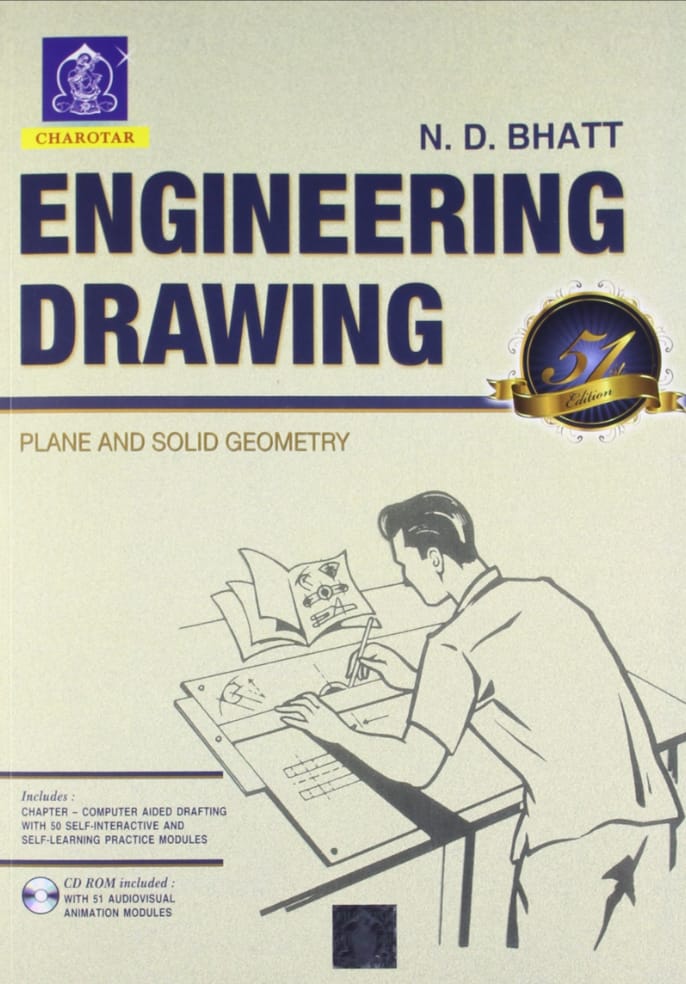 CHAROTAR
N. D. BHATT
ENGINEERING
DRAWING
51st
Edition
PLANE AND SOLID GEOMETRY
Includes :
CHAPTER – COMPUTER AIDED DRAFTING
WITH 50 SELF-INTERACTIVE AND
SELF-LEARNING PRACTICE MODULES
CD ROM included :
WITH 51 AUDIOVISUAL
ANIMATION MODULES